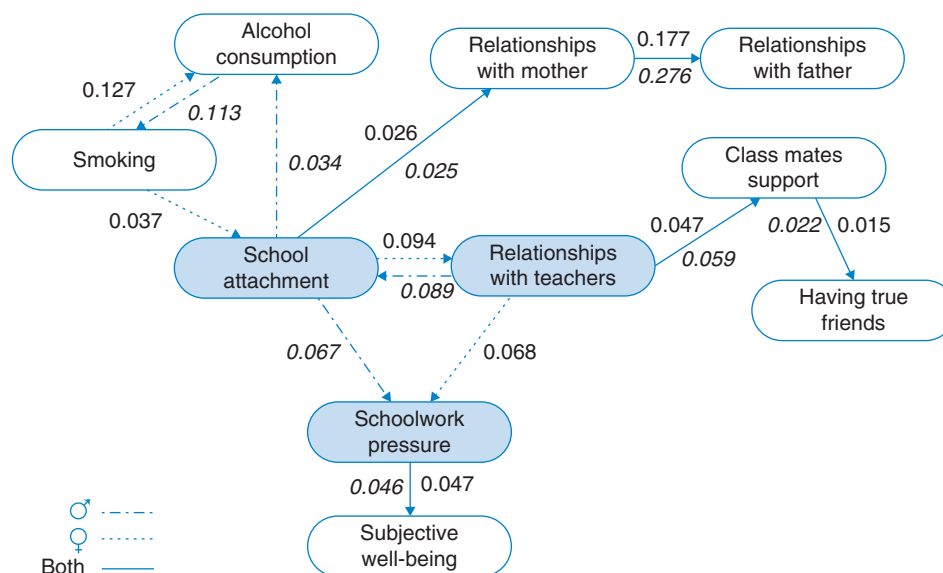 Alcohol
consumption
Relationships
with mother
0.177
0.276
Relationships
with father
0.127
0.113
Smoking
0.034
0.026
0.025
Class mates
support
0.037
School
attachment
0.094
0.089
Relationships
with teachers
0.047
0.059
0.022
0.015
Having true
friends
0.067
0.068
Schoolwork
pressure
0.046
0.047
Subjective
well-being
♂
♀
Both